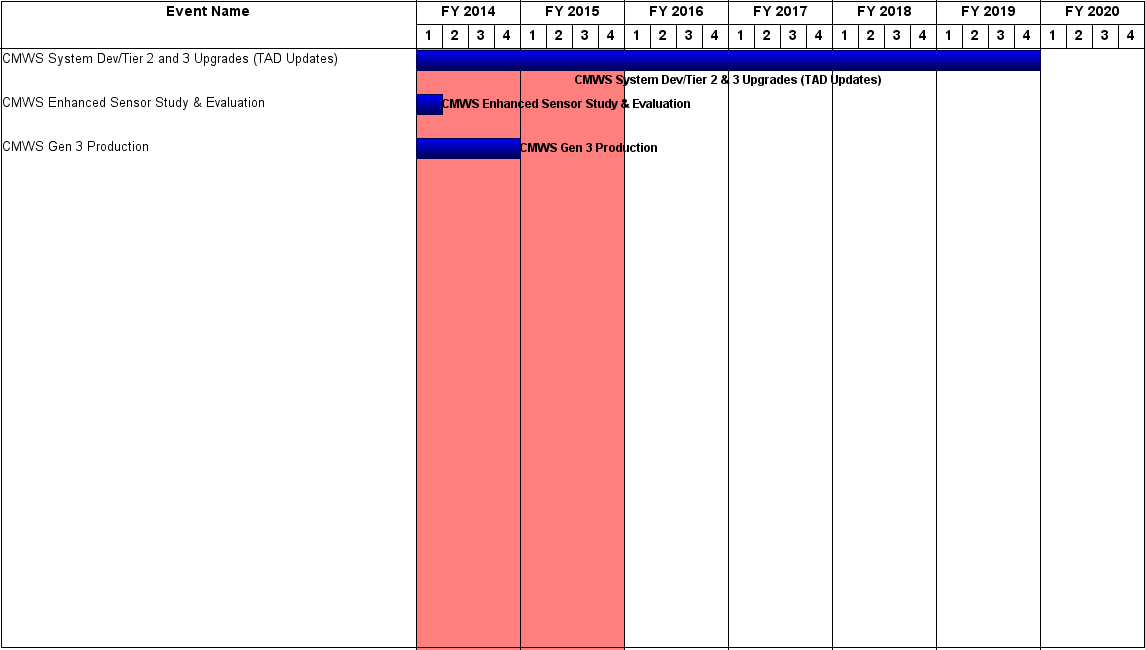 Event Name FY 2014 FY 2015 FY 2016 FY 2017 FY 2018 FY 2019 FY 2020
1 2 3 4 1 2 3 4 1 2 3 4 1 2 3 4 1 2 3 4 1 2 3 4 1 2 3 4
CMWS System Dev/Tier 2 and 3 Upgrades (TAD Updates)
CMWS System Dev/Tier 2 & 3 Upgrades (TAD Updates)
CMWS Enhanced Sensor Study & Evaluation CMWS Enhanced Sensor Study & Evaluation
CMWS Gen 3 Production CMWS Gen 3 Production